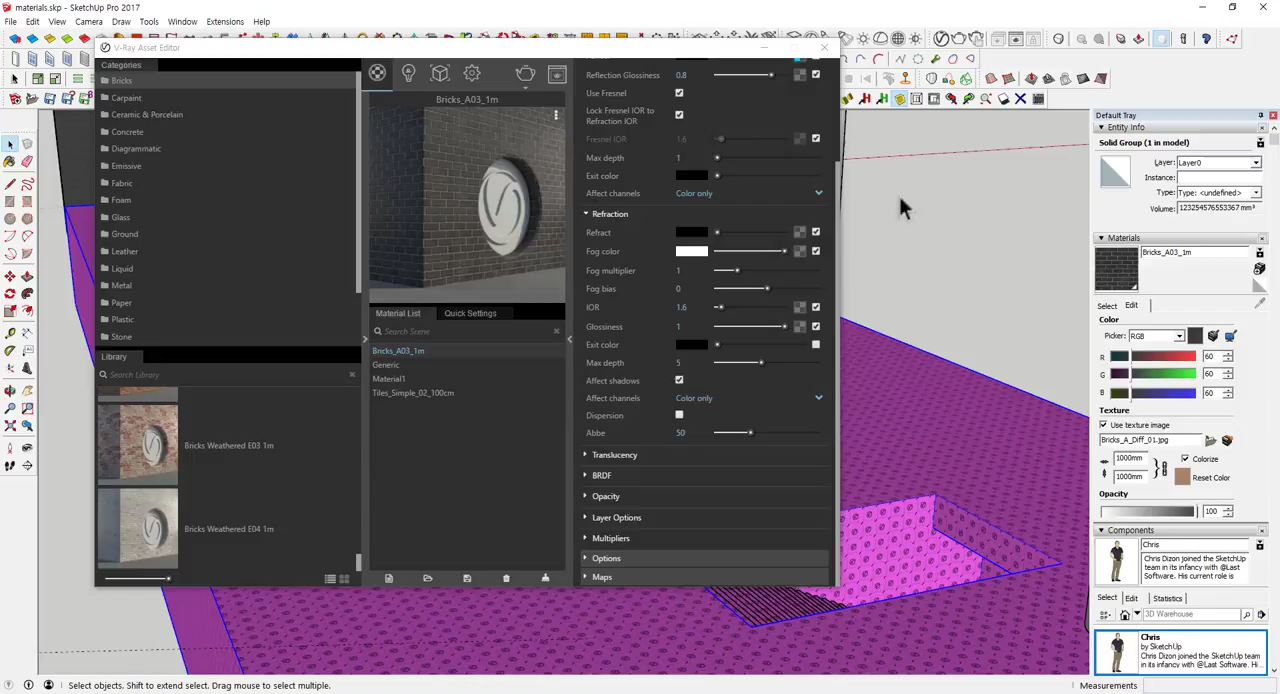 materials.skp - SketchUp Pro 2017
File Edit View Camera Draw Tools Window Extensions Help
V-Ray Asset Editor
Categories
Bricks
Carpaint
Ceramic & Porcelain
Concrete
Diagrammatic
Emissive
Fabric
Foam
Glass
Ground
Leather
Liquid
Metal
Paper
Plastic
Stone
Library
Search Library
Bricks Weathered E03 1m
Bricks Weathered E04 1m
Bricks_A03_1m
Material List Quick Settings
Search Scene
Bricks_A03_1m
Generic
Material1
Tiles_Simple_02_100cm
Reflection Glossiness 0.8
Use Fresnel
Lock Fresnel IOR to
Refraction IOR
Fresnel IOR 1.6
Max depth 1
Exit color
Affect channels Color only
Refraction
Refract
Fog color
Fog multiplier 1
Fog bias 0
IOR 1.6
Glossiness 1
Exit color
Max depth 5
Affect shadows
Affect channels Color only
Dispersion
Abbe 50
Translucency
BRDF
Opacity
Layer Options
Multipliers
Options
Maps
Default Tray
Entity Info
Solid Group (1 in model)
Layer: Layer0
Instance:
Type: Type: <undefined>
Volume: 123254576553367 mm³
Materials
Bricks_A03_1m
Select Edit
Color
Picker: RGB
R 60
G 60
B 60
Texture
Use texture image
Bricks_A_Diff_01.jpg
1000mm Colorize
1000mm Reset Color
Opacity
100
Components
Chris
Chris Dizon joined the SketchUp
team in its infancy with @Last
Software. His current role is
Select Edit Statistics
3D Warehouse
Chris
by SketchUp
Chris Dizon joined the SketchUp
team in its infancy with @Last
Software. His current role is Hi...
Select objects. Shift to extend select. Drag mouse to select multiple.
Measurements